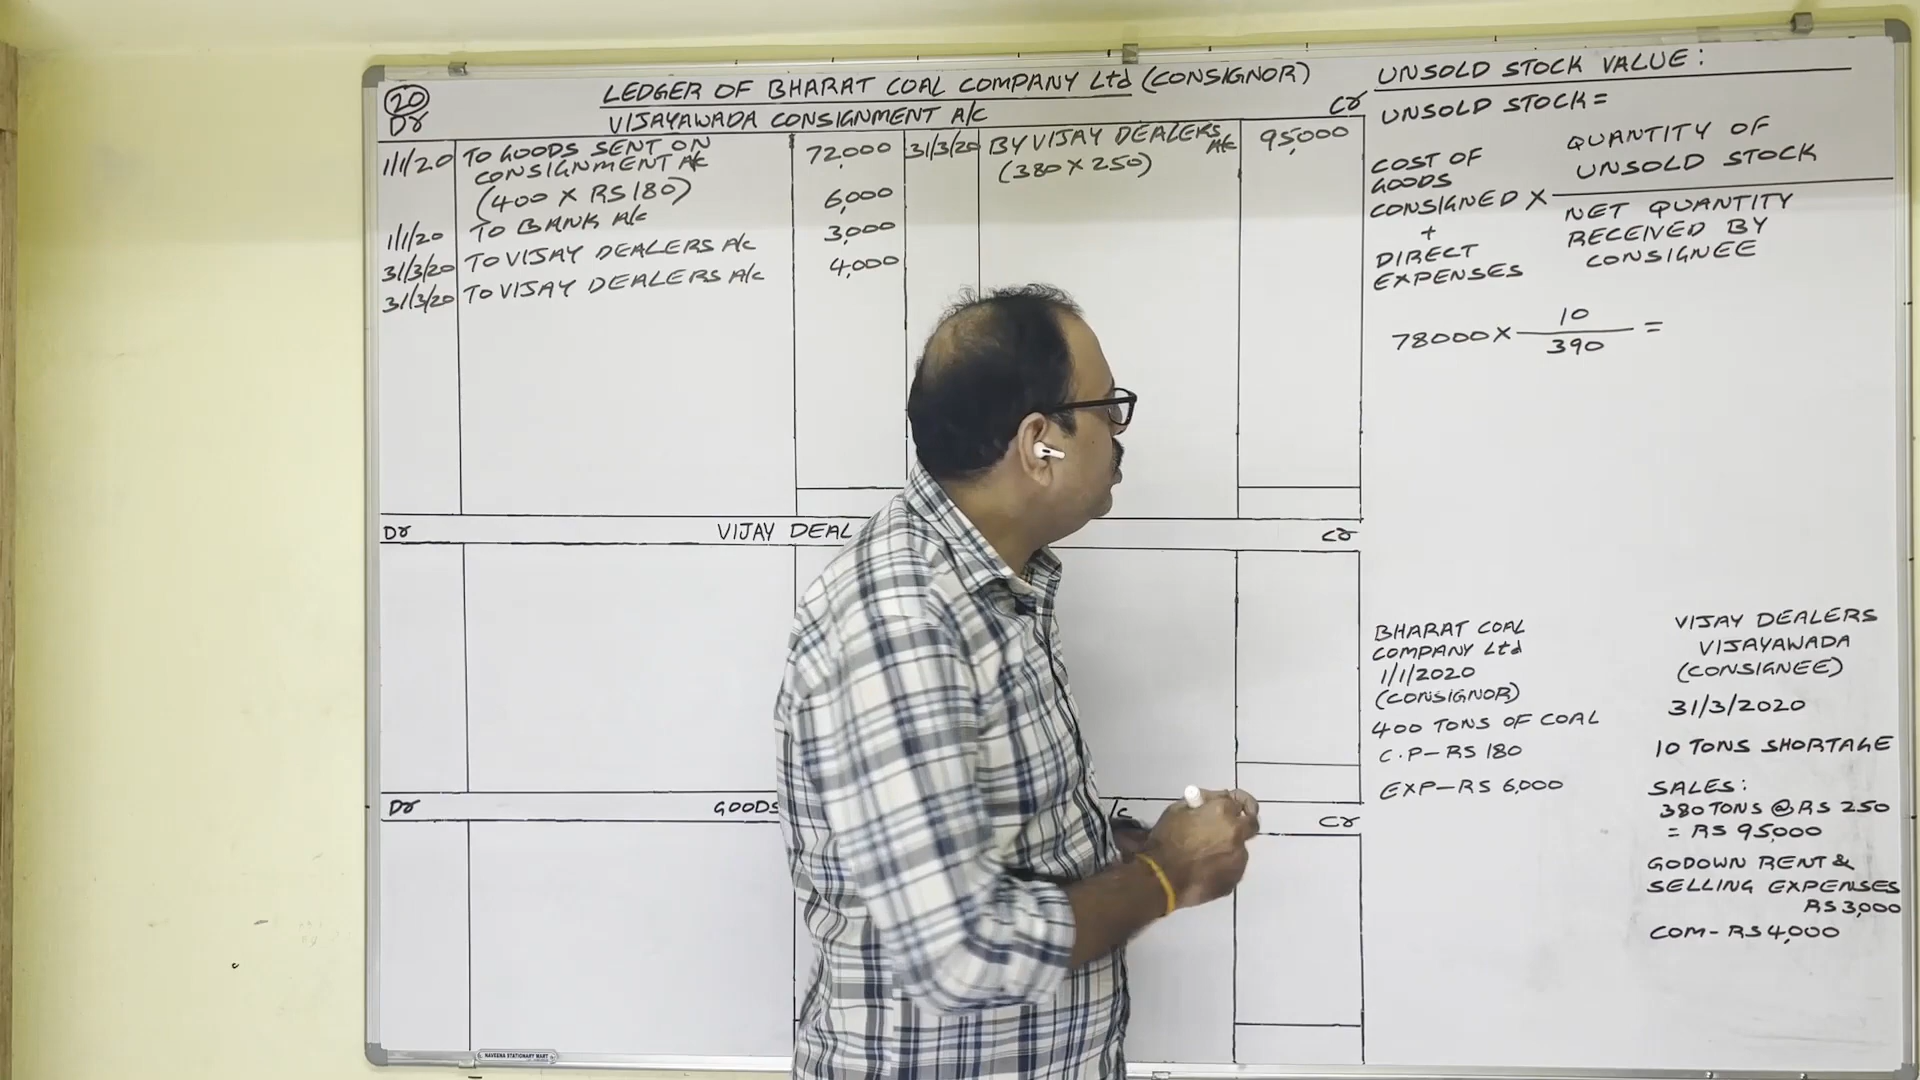 LEDGER OF BHARAT COAL COMPANY Ltd (CONSIGNOR)
20
Dr
VIJAYAWADA CONSIGNMENT A/c
Cr
1/1/20 TO GOODS SENT ON CONSIGNMENT A/c 72,000
(400 X RS 180)
1/1/20 TO BANK A/c 6,000
31/3/20 TO VIJAY DEALERS A/c 3,000
31/3/20 TO VIJAY DEALERS A/c 4,000
31/3/20 BY VIJAY DEALERS A/c 95,000
(380 X 250)
Dr VIJAY DEAL Cr
Dr GOODS /c Cr
UNSOLD STOCK VALUE:
UNSOLD STOCK =
COST OF
GOODS
CONSIGNED X
+
DIRECT
EXPENSES
QUANTITY OF
UNSOLD STOCK
NET QUANTITY
RECEIVED BY
CONSIGNEE
78000 X 10
390 =
BHARAT COAL
COMPANY Ltd
1/1/2020
(CONSIGNOR)
400 TONS OF COAL
C.P - RS 180
EXP - RS 6,000
VIJAY DEALERS
VIJAYAWADA
(CONSIGNEE)
31/3/2020
10 TONS SHORTAGE
SALES:
380 TONS @ RS 250
= RS 95,000
GODOWN RENT &
SELLING EXPENSES
RS 3,000
COM - RS 4,000
NAVEENA STATIONARY MART